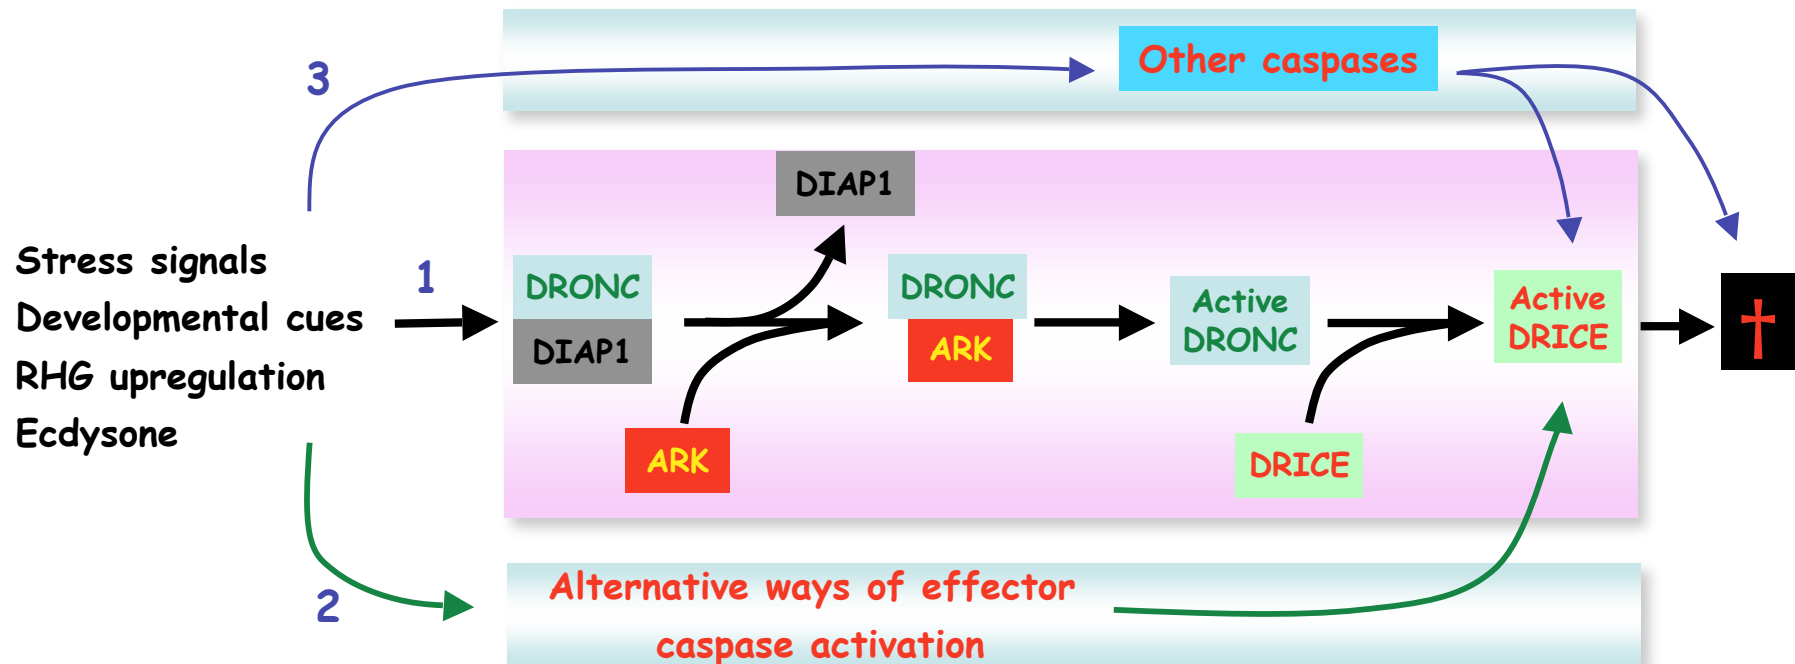 3
Other caspases
DIAP1
Stress signals
Developmental cues
RHG upregulation
Ecdysone
1
DRONC
DIAP1
ARK
DRONC
ARK
Active
DRONC
DRICE
Active
DRICE
†
2
Alternative ways of effector
caspase activation